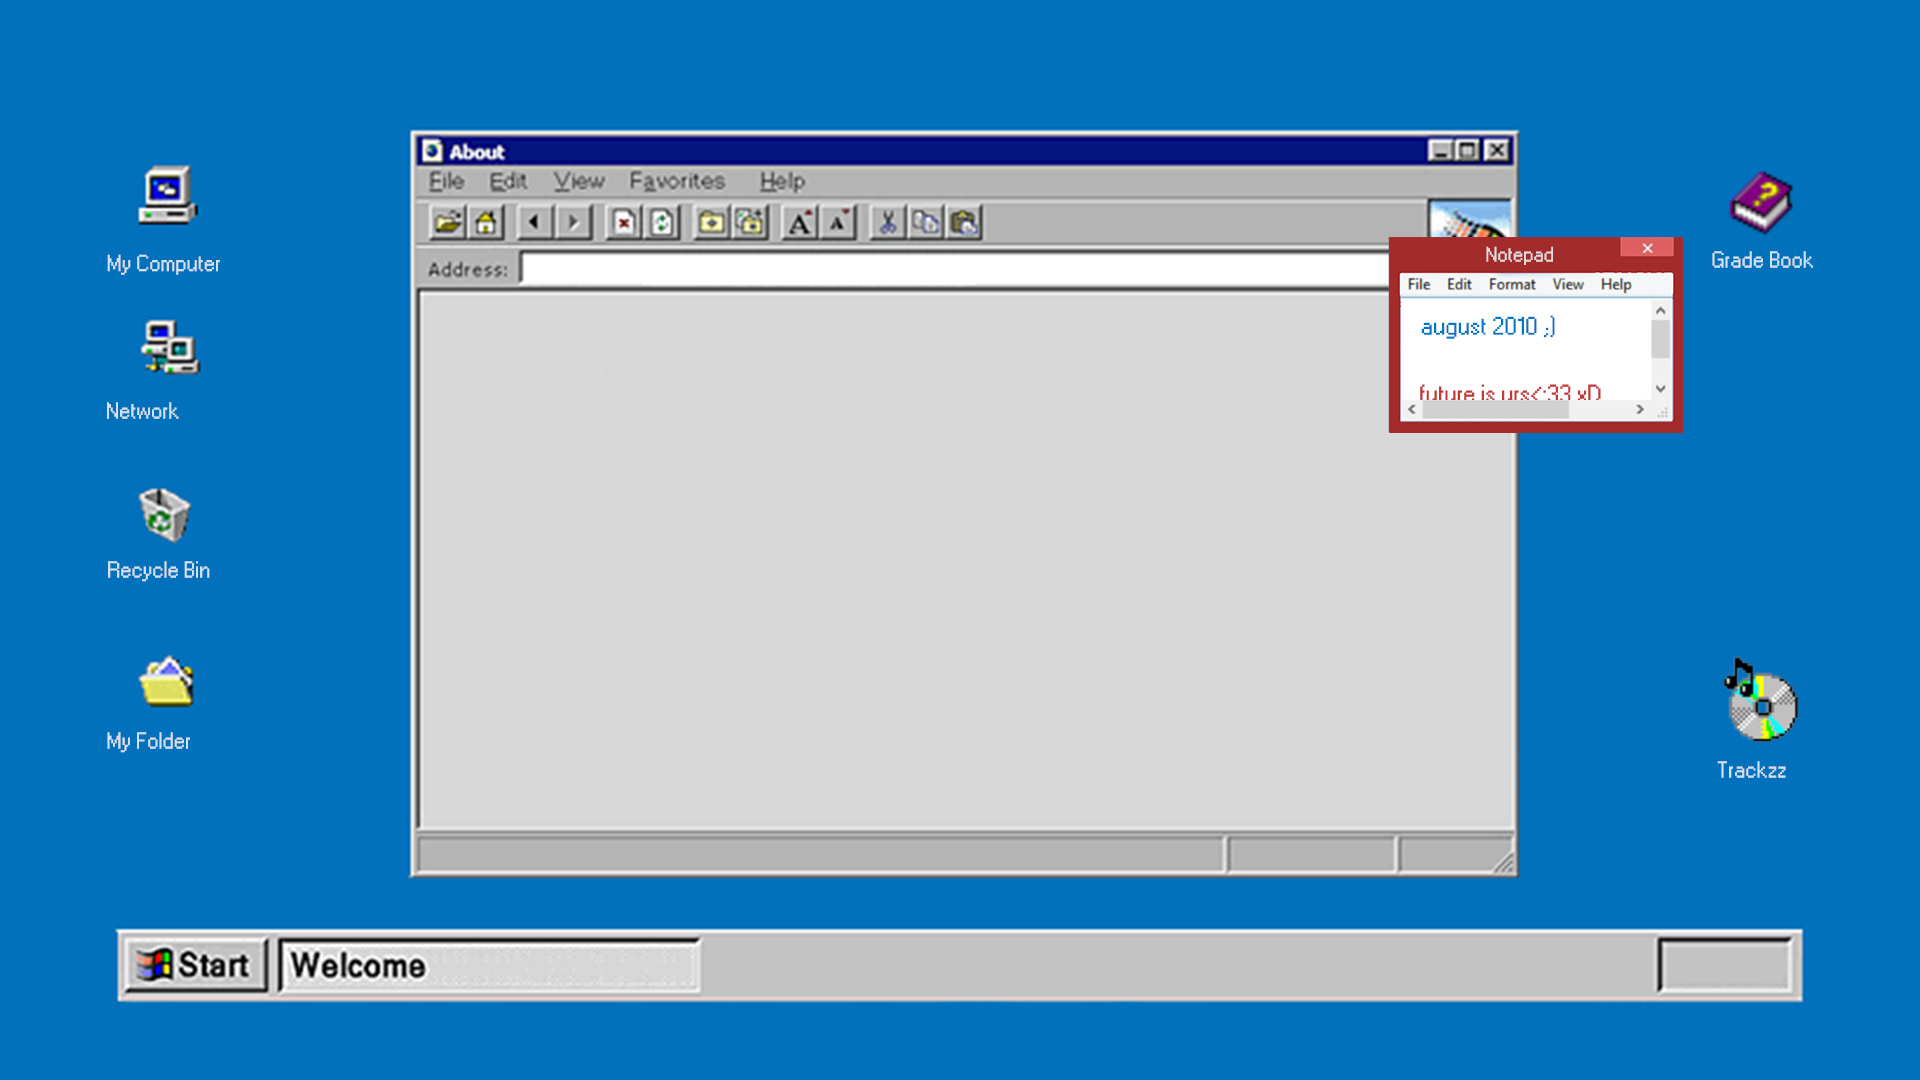 About
File Edit View Favorites Help
Address:
Notepad
File Edit Format View Help
august 2010 ;)
future is urs<:33 xD
My Computer
Network
Recycle Bin
My Folder
Grade Book
Trackzz
Start
Welcome